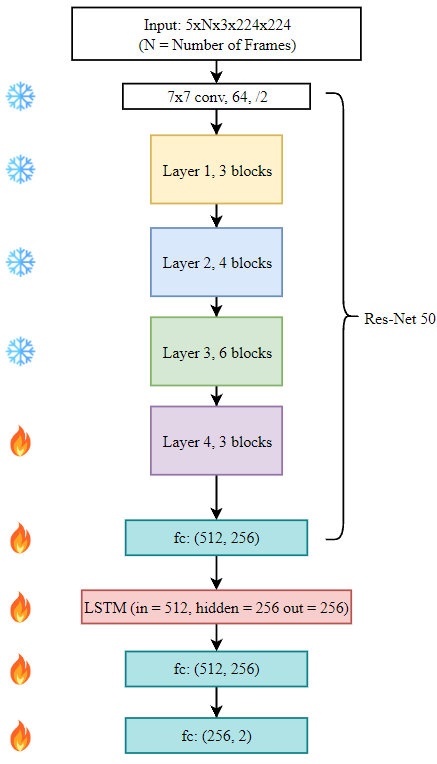 Input: 5xNx3x224x224
(N = Number of Frames)
7x7 conv, 64, /2
Layer 1, 3 blocks
Layer 2, 4 blocks
Res-Net 50
Layer 3, 6 blocks
Layer 4, 3 blocks
fc: (512, 256)
LSTM (in = 512, hidden = 256 out = 256)
fc: (512, 256)
fc: (256, 2)